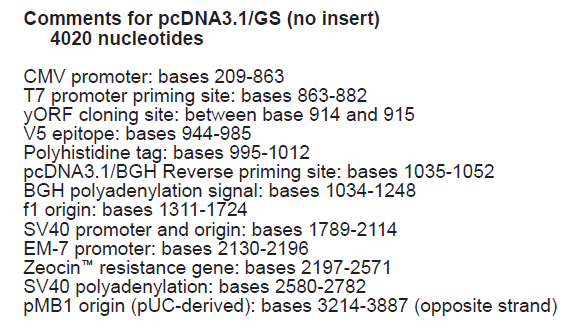 Comments for pcDNA3.1/GS (no insert)
4020 nucleotides
CMV promoter: bases 209-863
T7 promoter priming site: bases 863-882
yORF cloning site: between base 914 and 915
V5 epitope: bases 944-985
Polyhistidine tag: bases 995-1012
pcDNA3.1/BGH Reverse priming site: bases 1035-1052
BGH polyadenylation signal: bases 1034-1248
f1 origin: bases 1311-1724
SV40 promoter and origin: bases 1789-2114
EM-7 promoter: bases 2130-2196
Zeocin™ resistance gene: bases 2197-2571
SV40 polyadenylation: bases 2580-2782
pMB1 origin (pUC-derived): bases 3214-3887 (opposite strand)